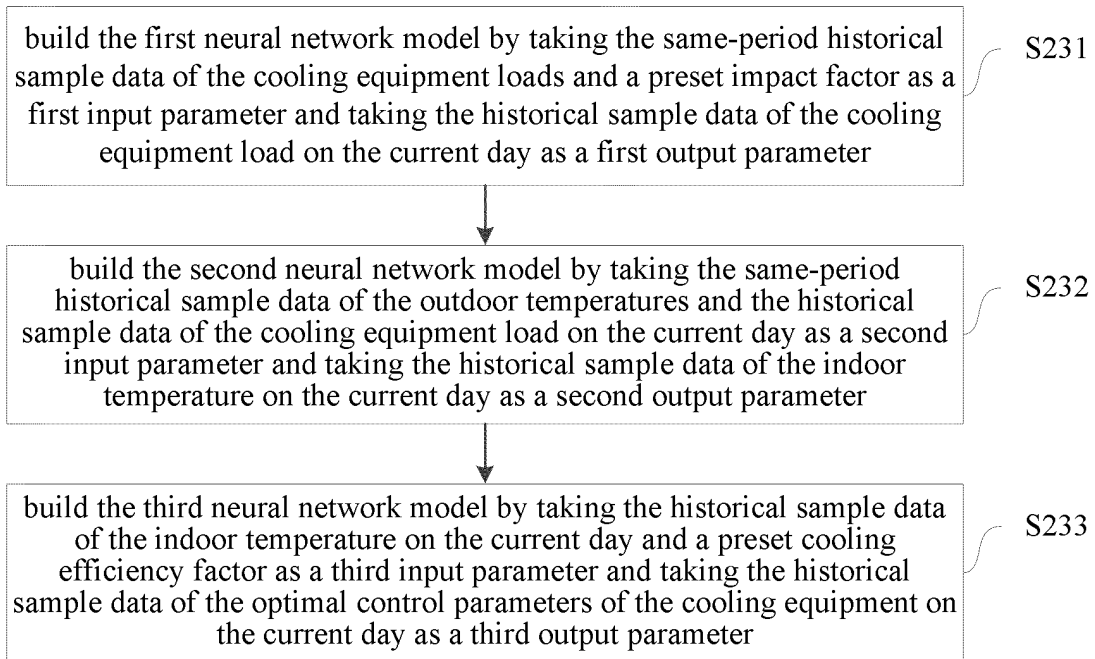 build the first neural network model by taking the same-period historical
sample data of the cooling equipment loads and a preset impact factor as a
first input parameter and taking the historical sample data of the cooling
equipment load on the current day as a first output parameter
S231
build the second neural network model by taking the same-period
historical sample data of the outdoor temperatures and the historical
sample data of the cooling equipment load on the current day as a second
input parameter and taking the historical sample data of the indoor
temperature on the current day as a second output parameter
S232
build the third neural network model by taking the historical sample data
of the indoor temperature on the current day and a preset cooling
efficiency factor as a third input parameter and taking the historical
sample data of the optimal control parameters of the cooling equipment on
the current day as a third output parameter
S233